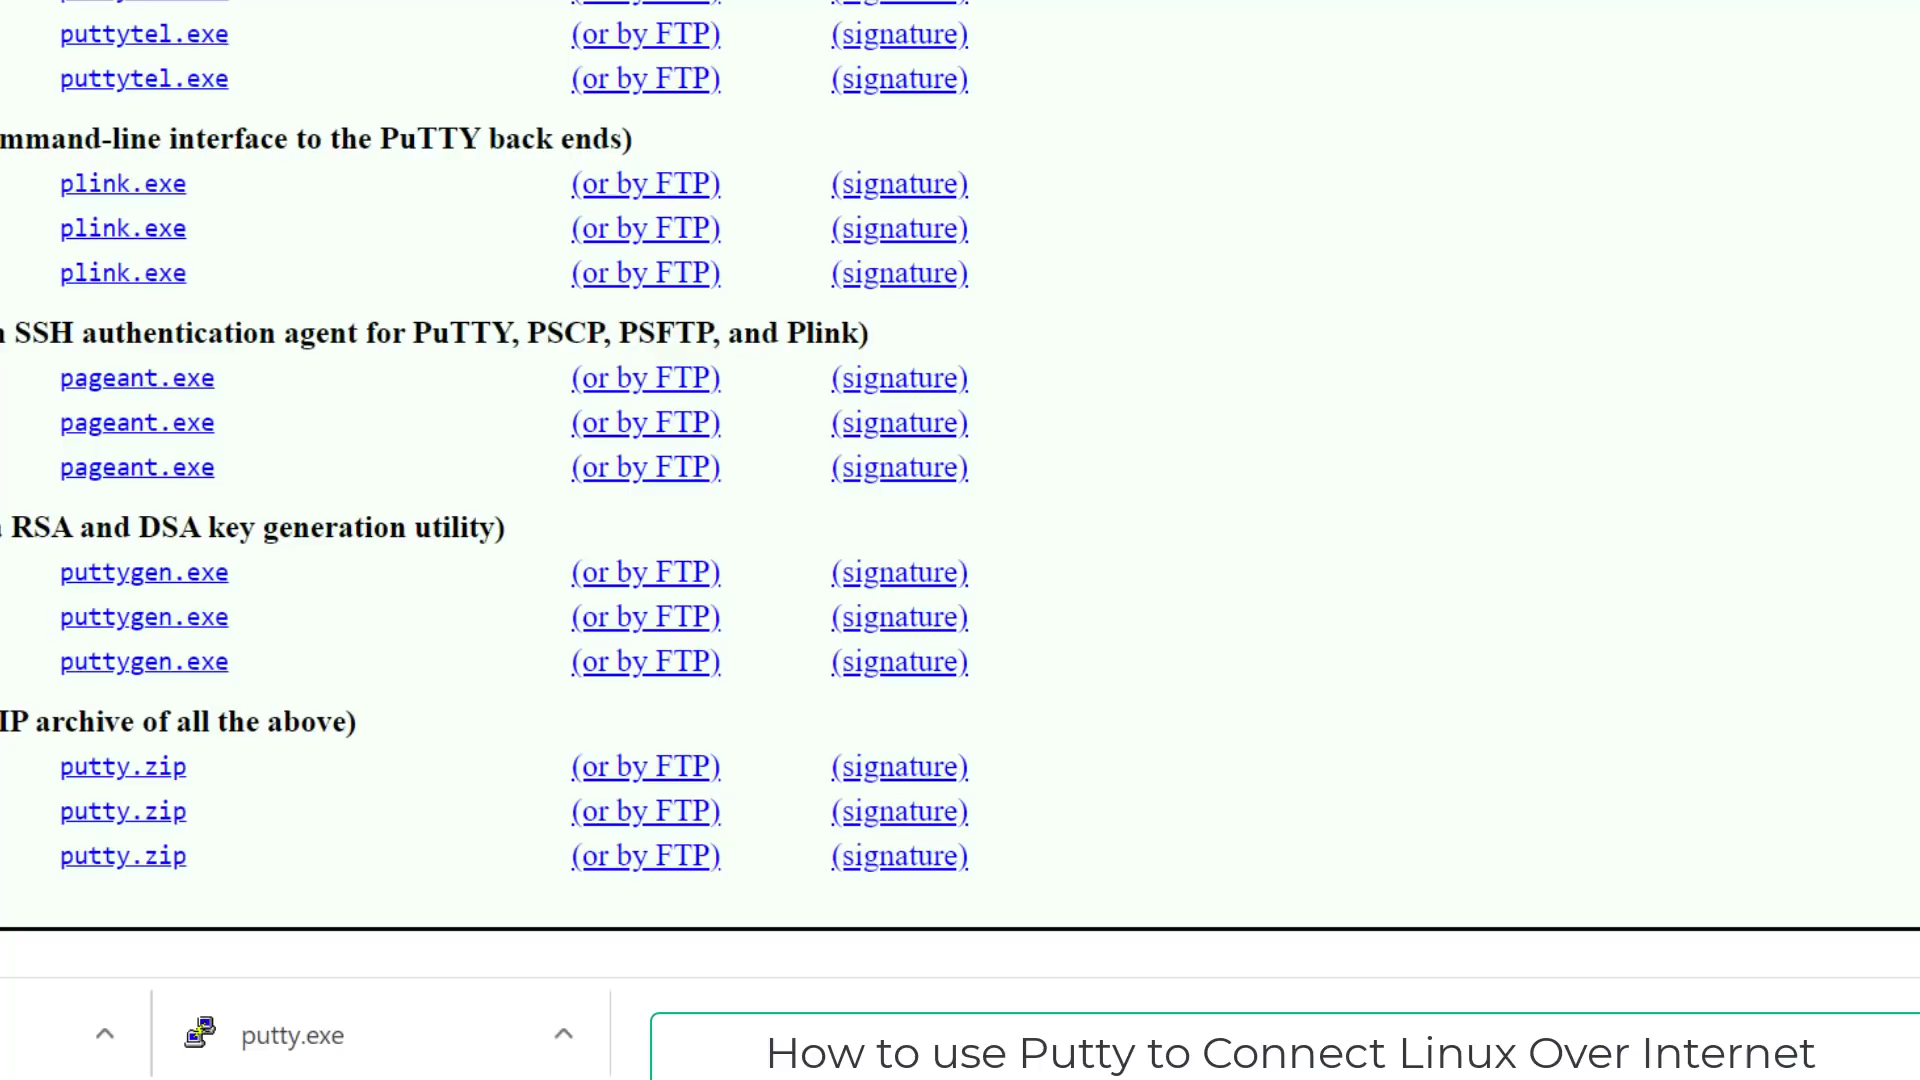 puttytel.exe (or by FTP) (signature)
puttytel.exe (or by FTP) (signature)
mmand-line interface to the PuTTY back ends)
plink.exe (or by FTP) (signature)
plink.exe (or by FTP) (signature)
plink.exe (or by FTP) (signature)
SSH authentication agent for PuTTY, PSCP, PSFTP, and Plink)
pageant.exe (or by FTP) (signature)
pageant.exe (or by FTP) (signature)
pageant.exe (or by FTP) (signature)
RSA and DSA key generation utility)
puttygen.exe (or by FTP) (signature)
puttygen.exe (or by FTP) (signature)
puttygen.exe (or by FTP) (signature)
IP archive of all the above)
putty.zip (or by FTP) (signature)
putty.zip (or by FTP) (signature)
putty.zip (or by FTP) (signature)
putty.exe
How to use Putty to Connect Linux Over Internet